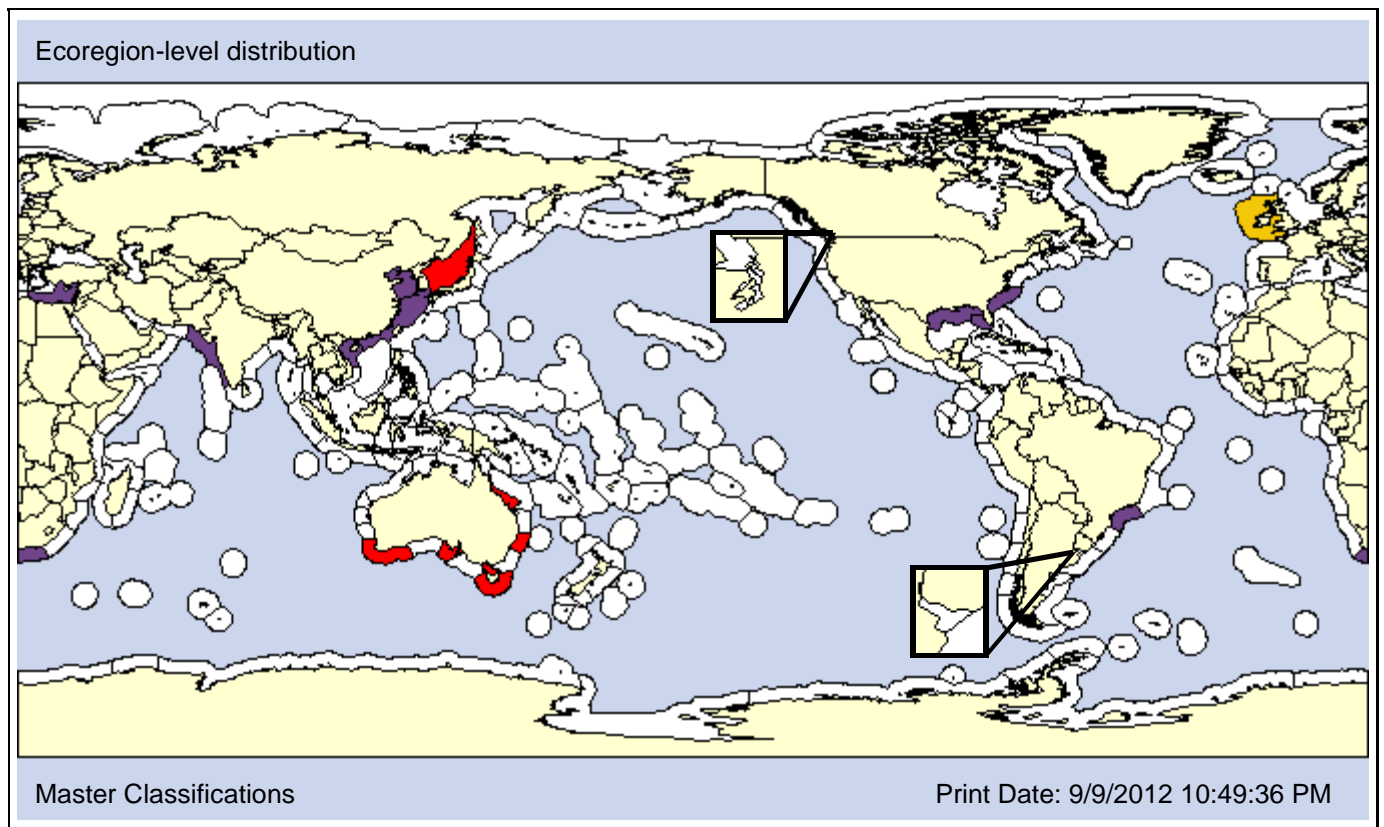 Ecoregion-level distribution
Master Classifications
Print Date: 9/9/2012 10:49:36 PM